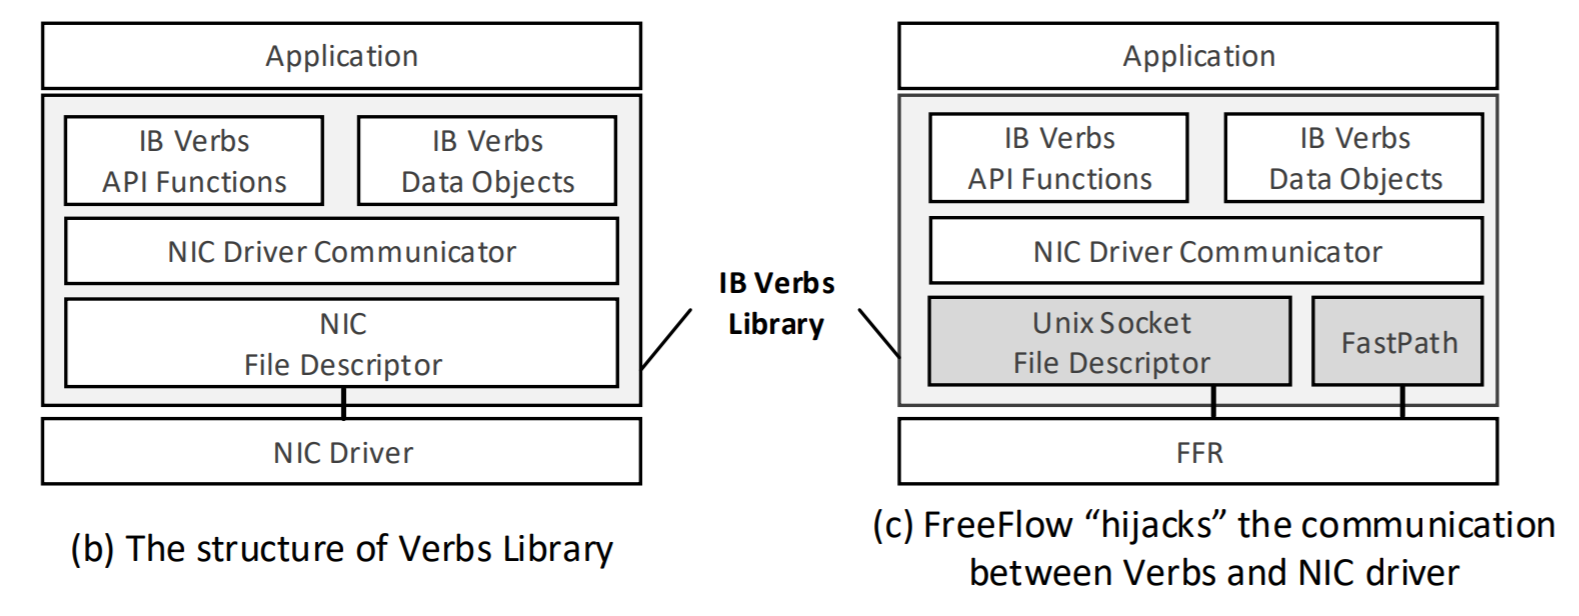 Application
IB Verbs
API Functions
IB Verbs
Data Objects
NIC Driver Communicator
NIC
File Descriptor
NIC Driver
(b) The structure of Verbs Library
IB Verbs
Library
Application
IB Verbs
API Functions
IB Verbs
Data Objects
NIC Driver Communicator
Unix Socket
File Descriptor
FastPath
FFR
(c) FreeFlow “hijacks” the communication
between Verbs and NIC driver